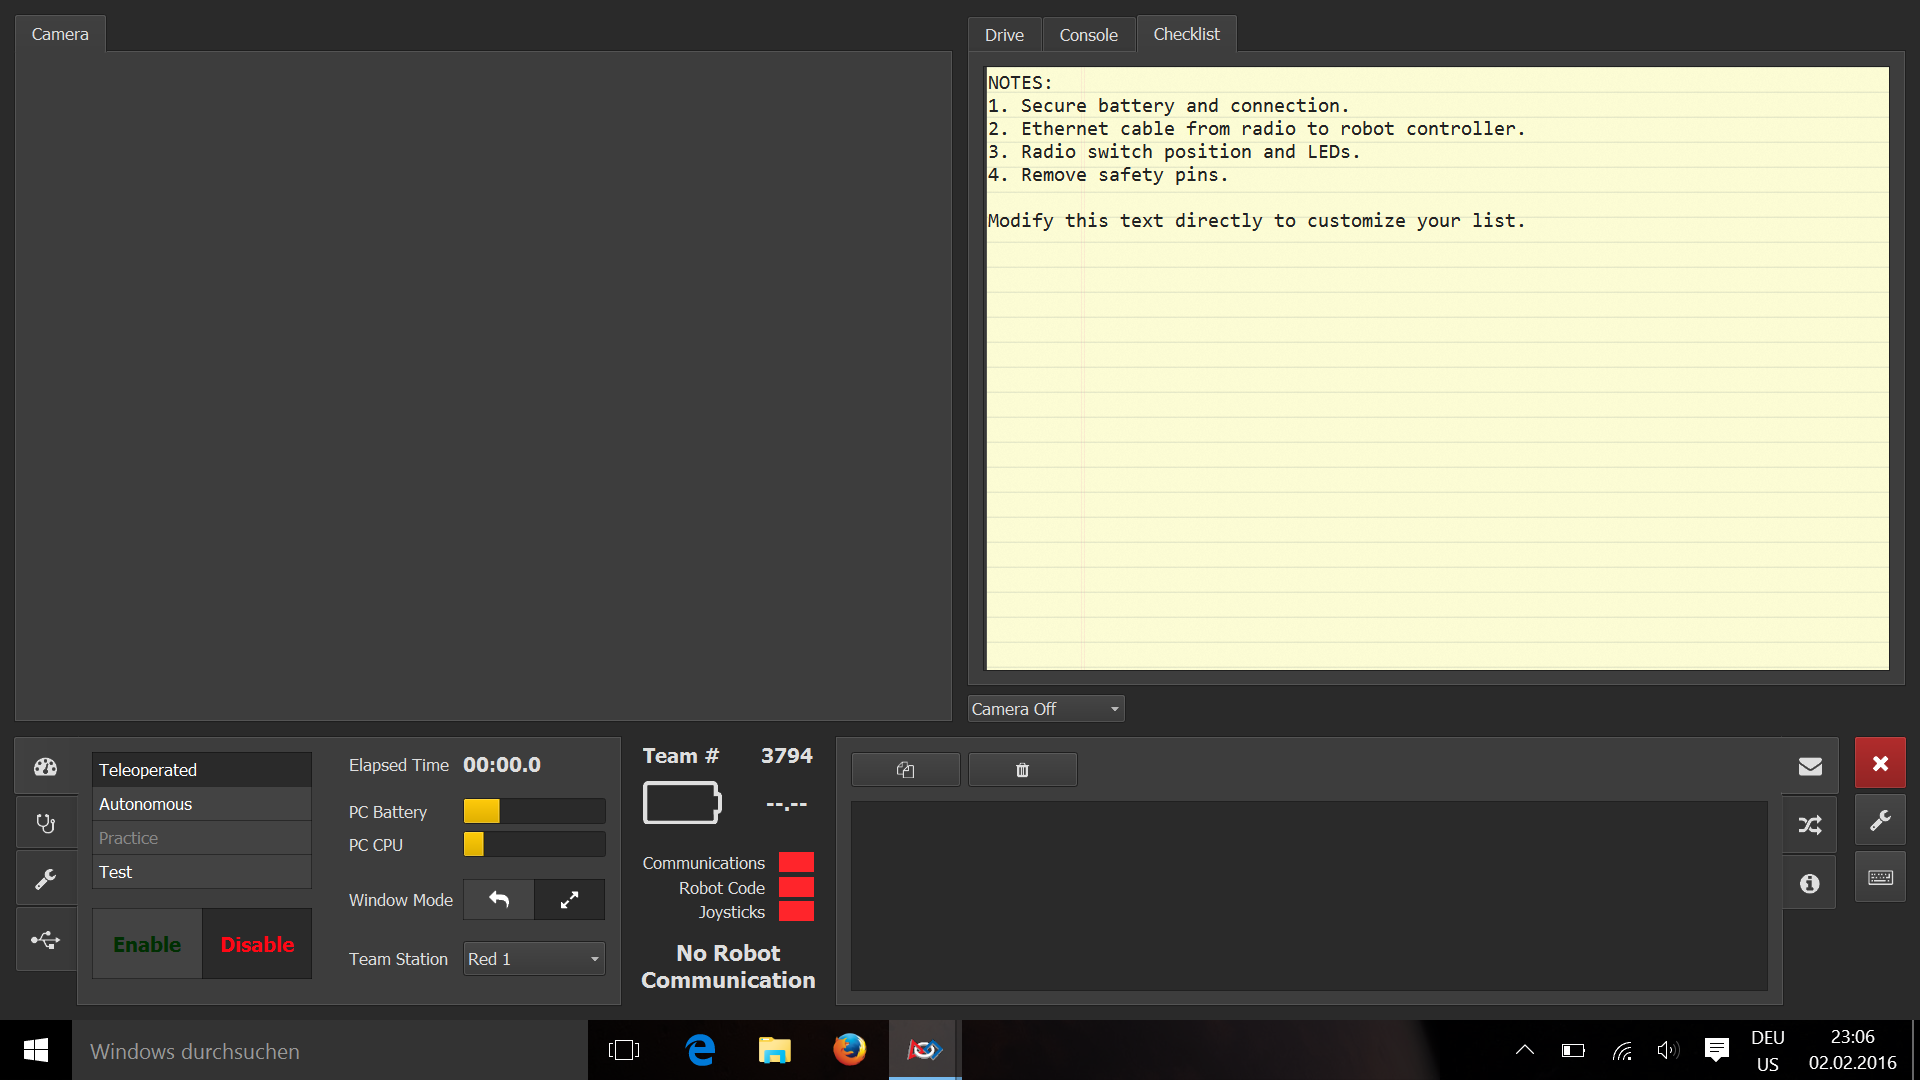 Camera
Drive Console Checklist
NOTES:
1. Secure battery and connection.
2. Ethernet cable from radio to robot controller.
3. Radio switch position and LEDs.
4. Remove safety pins.
Modify this text directly to customize your list.
Camera Off
Teleoperated
Autonomous
Practice
Test
Enable Disable
Elapsed Time 00:00.0
PC Battery
PC CPU
Window Mode
Team Station Red 1
Team # 3794
--.--
Communications
Robot Code
Joysticks
No Robot
Communication
Windows durchsuchen
DEU
US
23:06
02.02.2016